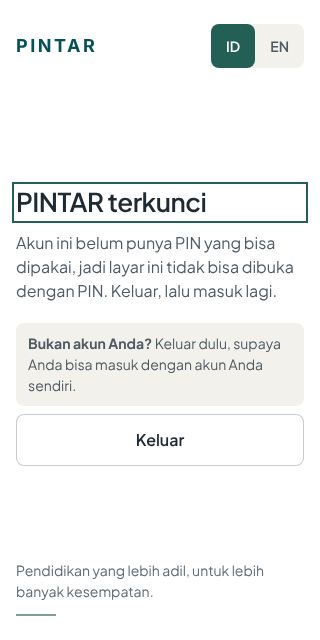 PINTAR
ID
EN
PINTAR terkunci
Akun ini belum punya PIN yang bisa
dipakai, jadi layar ini tidak bisa dibuka
dengan PIN. Keluar, lalu masuk lagi.
Bukan akun Anda? Keluar dulu, supaya
Anda bisa masuk dengan akun Anda
sendiri.
Keluar
Pendidikan yang lebih adil, untuk lebih
banyak kesempatan.